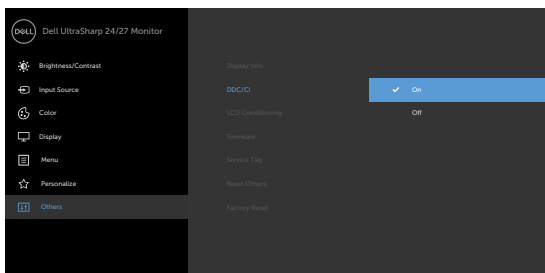 DELL Dell UltraSharp 24/27 Monitor
Brightness/Contrast
Input Source
Color
Display
Menu
Personalize
Others
Display Info
DDC/CI
LCD Conditioning
Firmware
Service Tag
Reset Others
Factory Reset
On
Off